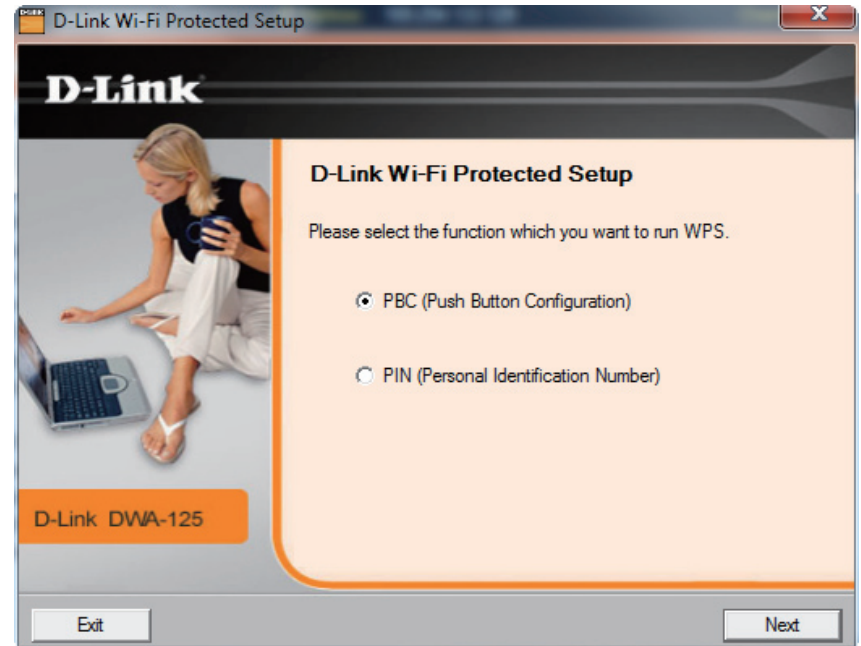 D-Link Wi-Fi Protected Setup
D-Link
D-Link Wi-Fi Protected Setup
Please select the function which you want to run WPS.
PBC (Push Button Configuration)
PIN (Personal Identification Number)
D-Link DWA-125
Exit
Next